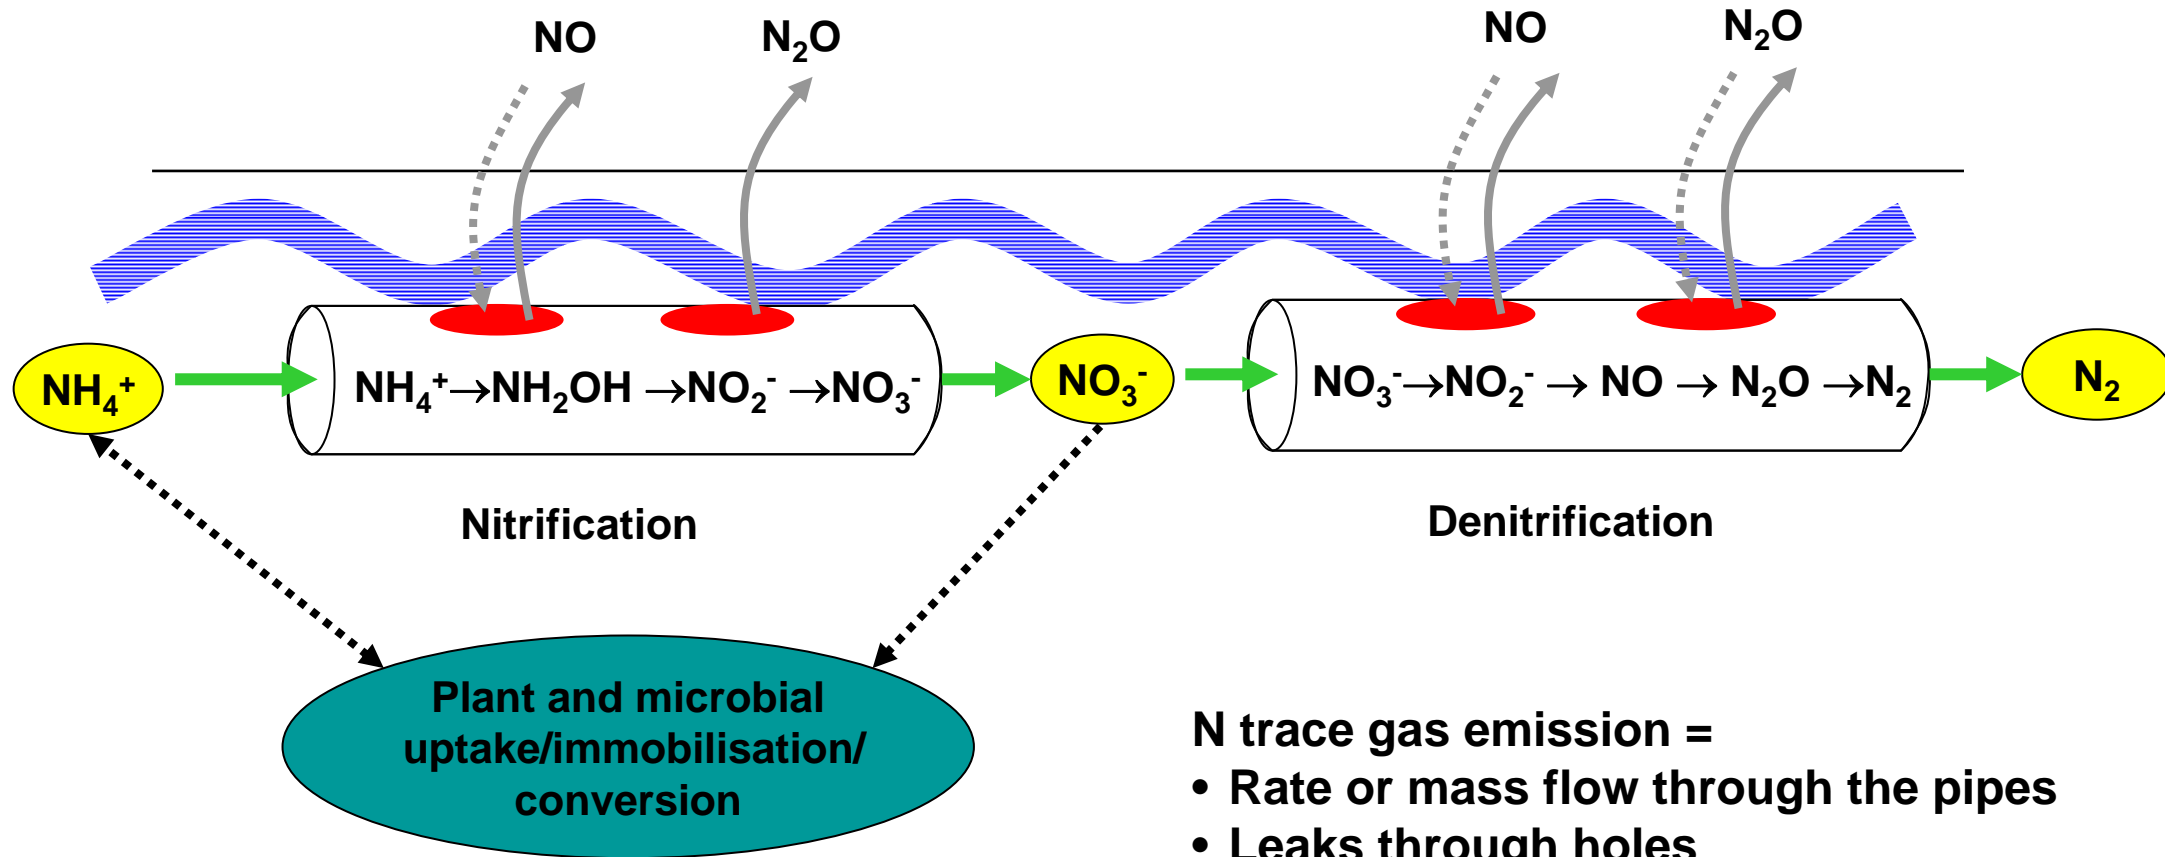 NO
N₂O
NO
N₂O
NH₄⁺
NH₄⁺→NH₂OH →NO₂⁻ →NO₃⁻
NO₃⁻
NO₃⁻→NO₂⁻ → NO → N₂O →N₂
N₂
Nitrification
Denitrification
Plant and microbial
uptake/immobilisation/
conversion
N trace gas emission =
• Rate or mass flow through the pipes
• Leaks through holes